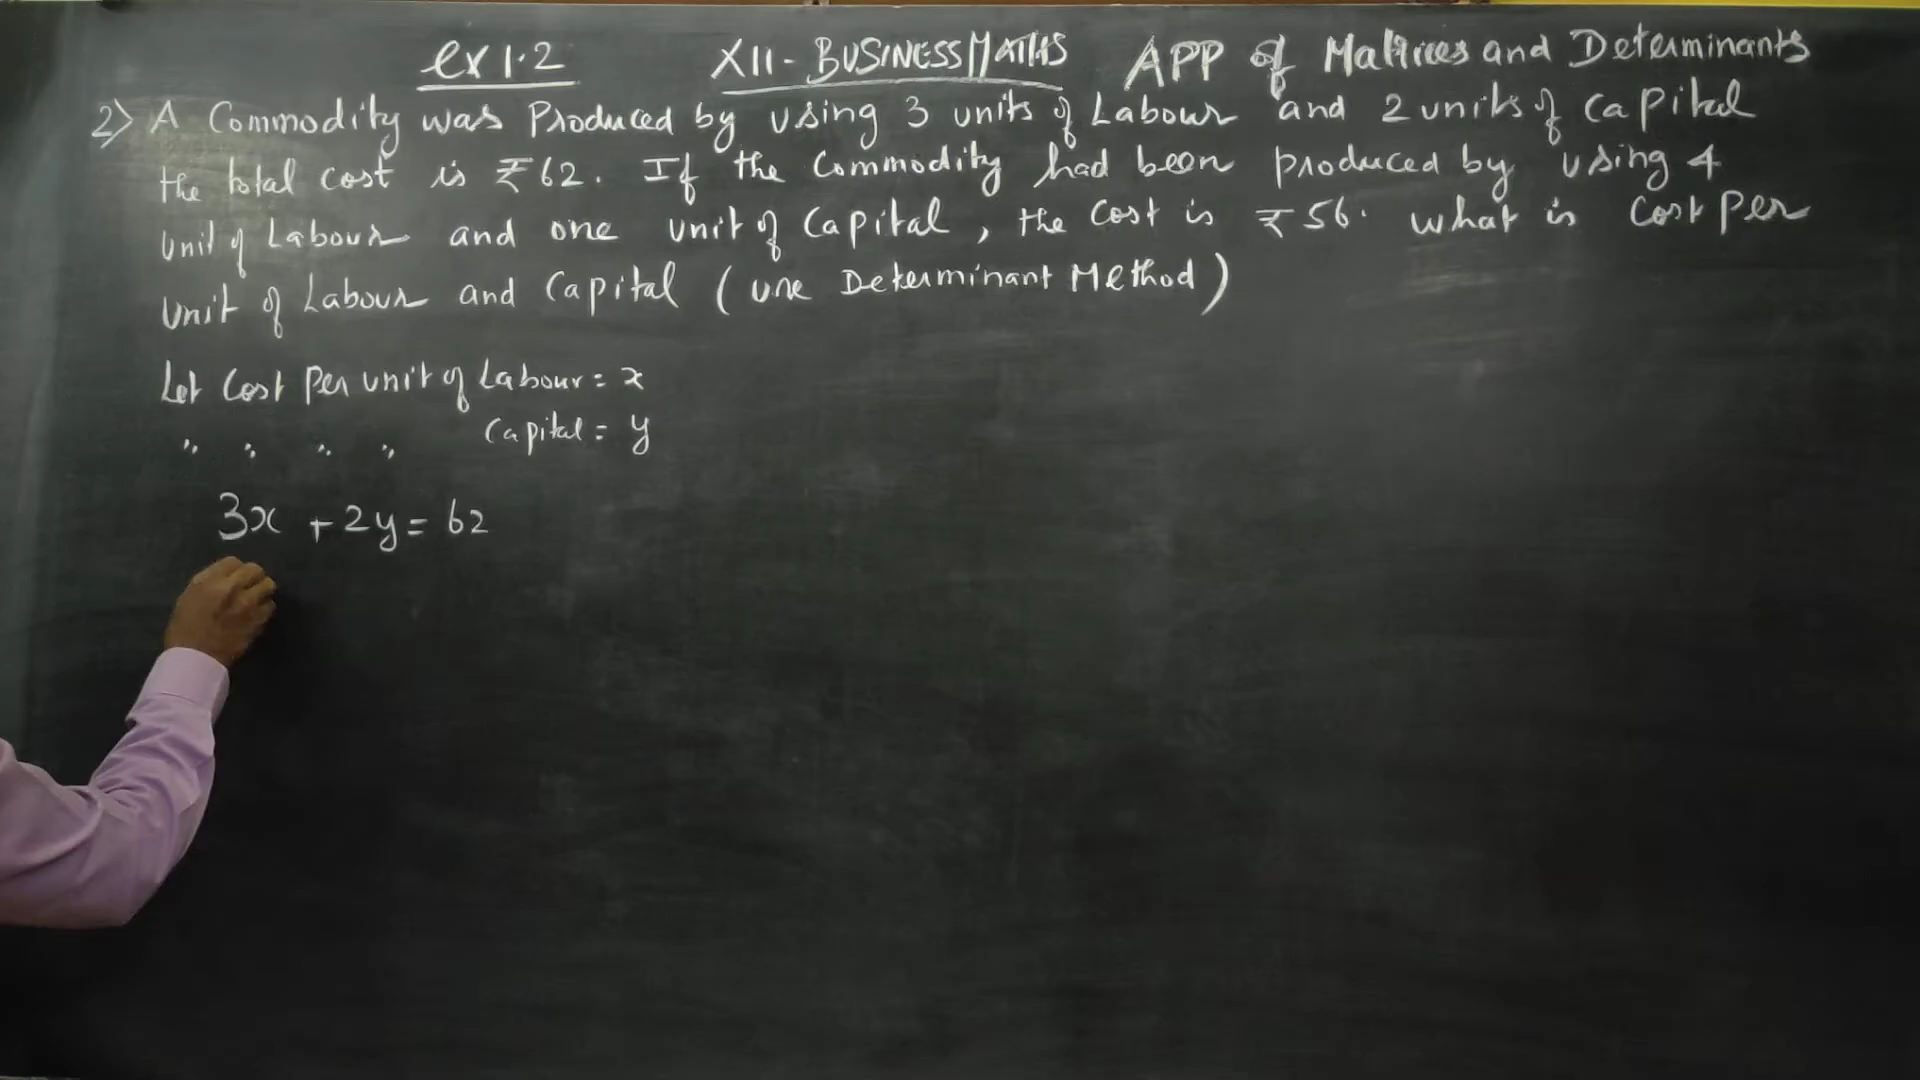 ex 1.2 XII - BUSINESS MATHS APP of Matrices and Determinants
2) A Commodity was Produced by using 3 units of Labour and 2 units of Capital
the total cost is ₹62. If the Commodity had been produced by using 4
unit of Labour and one unit of Capital, the Cost is ₹56. What is Cost Per
Unit of Labour and Capital (use Determinant Method)
Let Cost Per unit of Labour = x
〃 〃 〃 〃 Capital = y
3x + 2y = 62